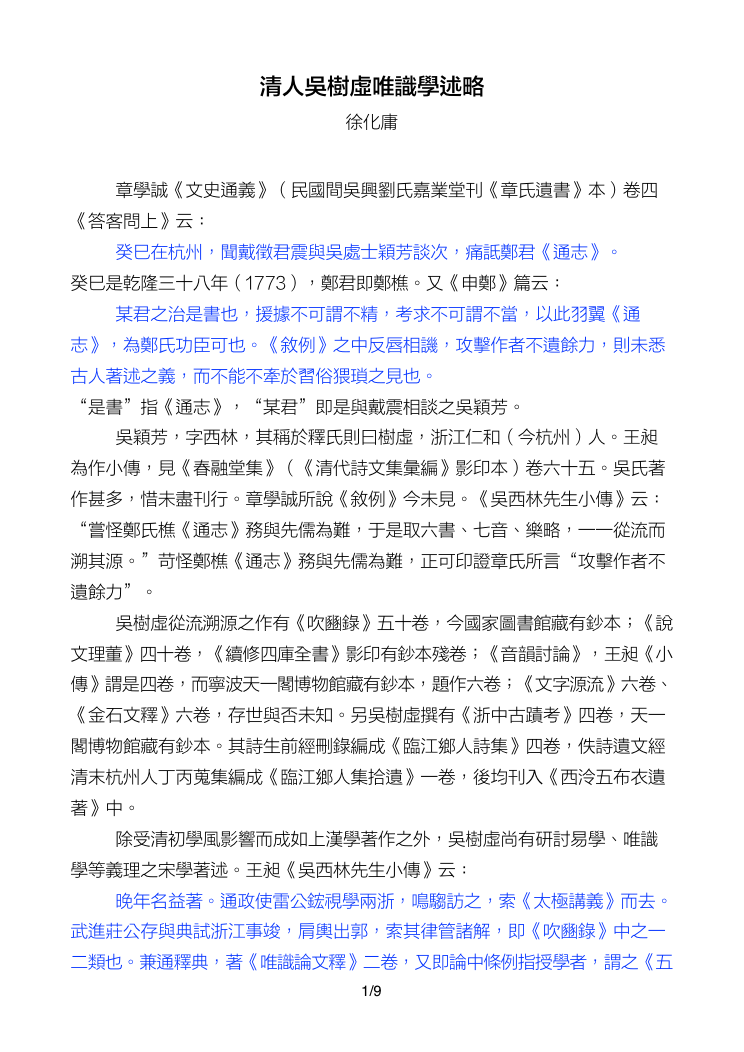 清人吳樹虛唯識學述略
徐化庸
章學誠《文史通義》（民國間吳興劉氏嘉業堂刊《章氏遺書》本）卷四
《答客問上》云：
癸巳在杭州，聞戴徵君震與吳處士穎芳談次，痛詆鄭君《通志》。
癸巳是乾隆三十八年（1773），鄭君即鄭樵。又《申鄭》篇云：
某君之治是書也，援據不可謂不精，考求不可謂不當，以此羽翼《通
志》，為鄭氏功臣可也。《敘例》之中反唇相譏，攻擊作者不遺餘力，則未悉
古人著述之義，而不能不牽於習俗猥瑣之見也。
“是書”指《通志》，“某君”即是與戴震相談之吳穎芳。
吳穎芳，字西林，其稱於釋氏則曰樹虛，浙江仁和（今杭州）人。王昶
為作小傳，見《春融堂集》（《清代詩文集彙編》影印本）卷六十五。吳氏著
作甚多，惜未盡刊行。章學誠所說《敘例》今未見。《吳西林先生小傳》云：
“嘗怪鄭氏樵《通志》務與先儒為難，于是取六書、七音、樂略，一一從流而
溯其源。”苛怪鄭樵《通志》務與先儒為難，正可印證章氏所言“攻擊作者不
遺餘力”。
吳樹虛從流溯源之作有《吹豳錄》五十卷，今國家圖書館藏有鈔本；《說
文理董》四十卷，《續修四庫全書》影印有鈔本殘卷；《音韻討論》，王昶《小
傳》謂是四卷，而寧波天一閣博物館藏有鈔本，題作六卷；《文字源流》六卷、
《金石文釋》六卷，存世與否未知。另吳樹虛撰有《浙中古蹟考》四卷，天一
閣博物館藏有鈔本。其詩生前經刪錄編成《臨江鄉人詩集》四卷，佚詩遺文經
清末杭州人丁丙蒐集編成《臨江鄉人集拾遺》一卷，後均刊入《西泠五布衣遺
著》中。
除受清初學風影響而成如上漢學著作之外，吳樹虛尚有研討易學、唯識
學等義理之宋學著述。王昶《吳西林先生小傳》云：
晚年名益著。通政使雷公鋐視學兩浙，鳴騶訪之，索《太極講義》而去。
武進莊公存與典試浙江事竣，肩輿出郭，索其律管諸解，即《吹豳錄》中之一
二類也。兼通釋典，著《唯識論文釋》二卷，又即論中條例指授學者，謂之《五
1/9